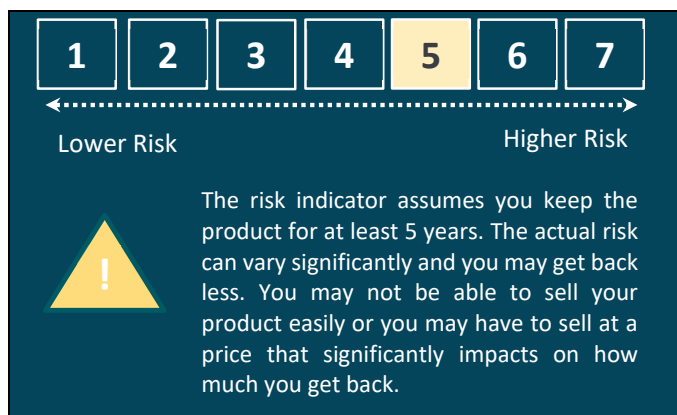 1 2 3 4 5 6 7
Lower Risk Higher Risk
!
The risk indicator assumes you keep the
product for at least 5 years. The actual risk
can vary significantly and you may get back
less. You may not be able to sell your
product easily or you may have to sell at a
price that significantly impacts on how
much you get back.